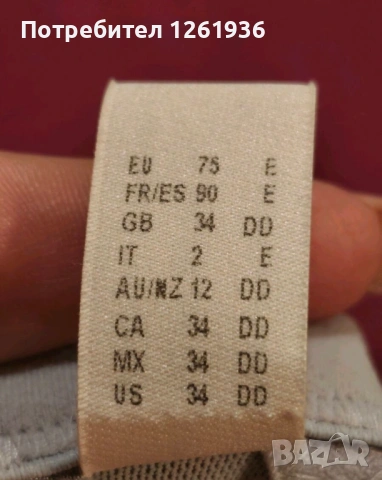 Потребител 1261936
EU 75 E
FR/ES 90 E
GB 34 DD
IT 2 E
AU/NZ 12 DD
CA 34 DD
MX 34 DD
US 34 DD
BAZAR